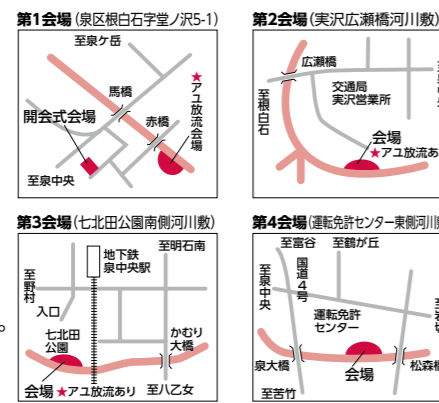 第1会場(泉区根白石字堂ノ沢5-1)
至泉ケ岳
馬橋
赤橋
★アユ放流会場
開会式会場
至泉中央
第2会場(実沢広瀬橋河川敷)
広瀬橋
至根白石
交通局
実沢営業所
会場
★アユ放流あ
第3会場(七北田公園南側河川敷)
地下鉄
泉中央駅
至明石南
至野村
入口
七北田
公園
かむり
大橋
会場 ★アユ放流あり
至八乙女
。
第4会場(運転免許センター東側河川
至富谷
至鶴が丘
至泉中央
国道4号
運転免許
センター
泉大橋
会場
松森橋
至苦竹